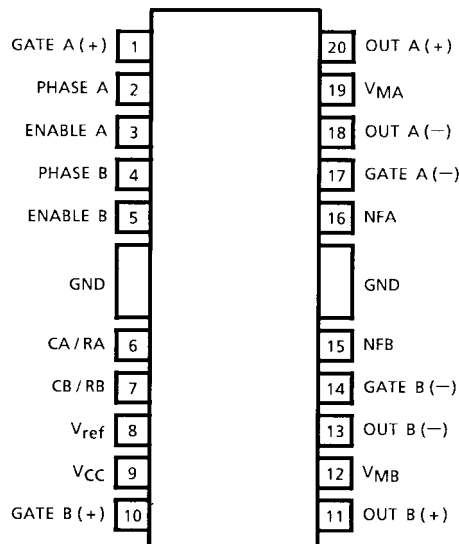 GATE A (+) 1 20 OUT A (+)
PHASE A 2 19 VMA
ENABLE A 3 18 OUT A (—)
PHASE B 4 17 GATE A (—)
ENABLE B 5 16 NFA
GND GND
CA / RA 6 15 NFB
CB / RB 7 14 GATE B (—)
Vref 8 13 OUT B (—)
VCC 9 12 VMB
GATE B (+) 10 11 OUT B (+)